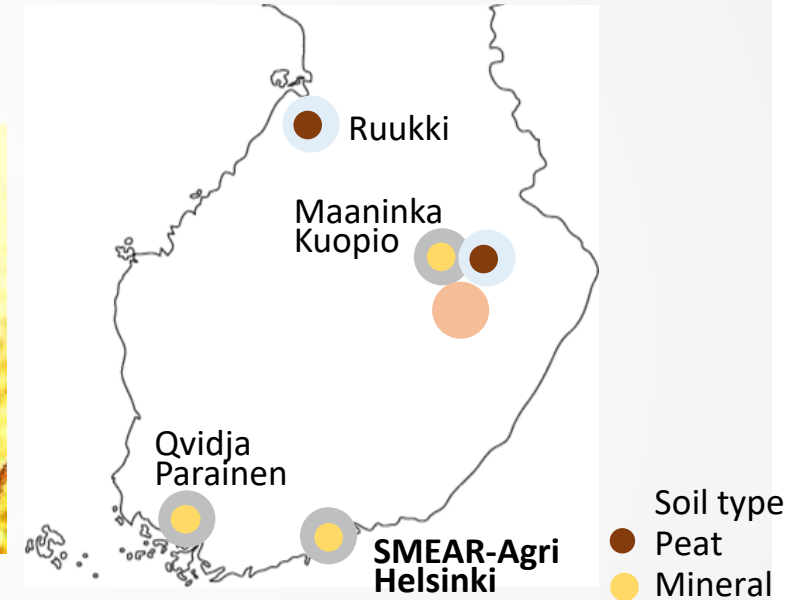 Ruukki
Maaninka
Kuopio
Qvidja
Parainen
SMEAR-Agri
Helsinki
Soil type
Peat
Mineral